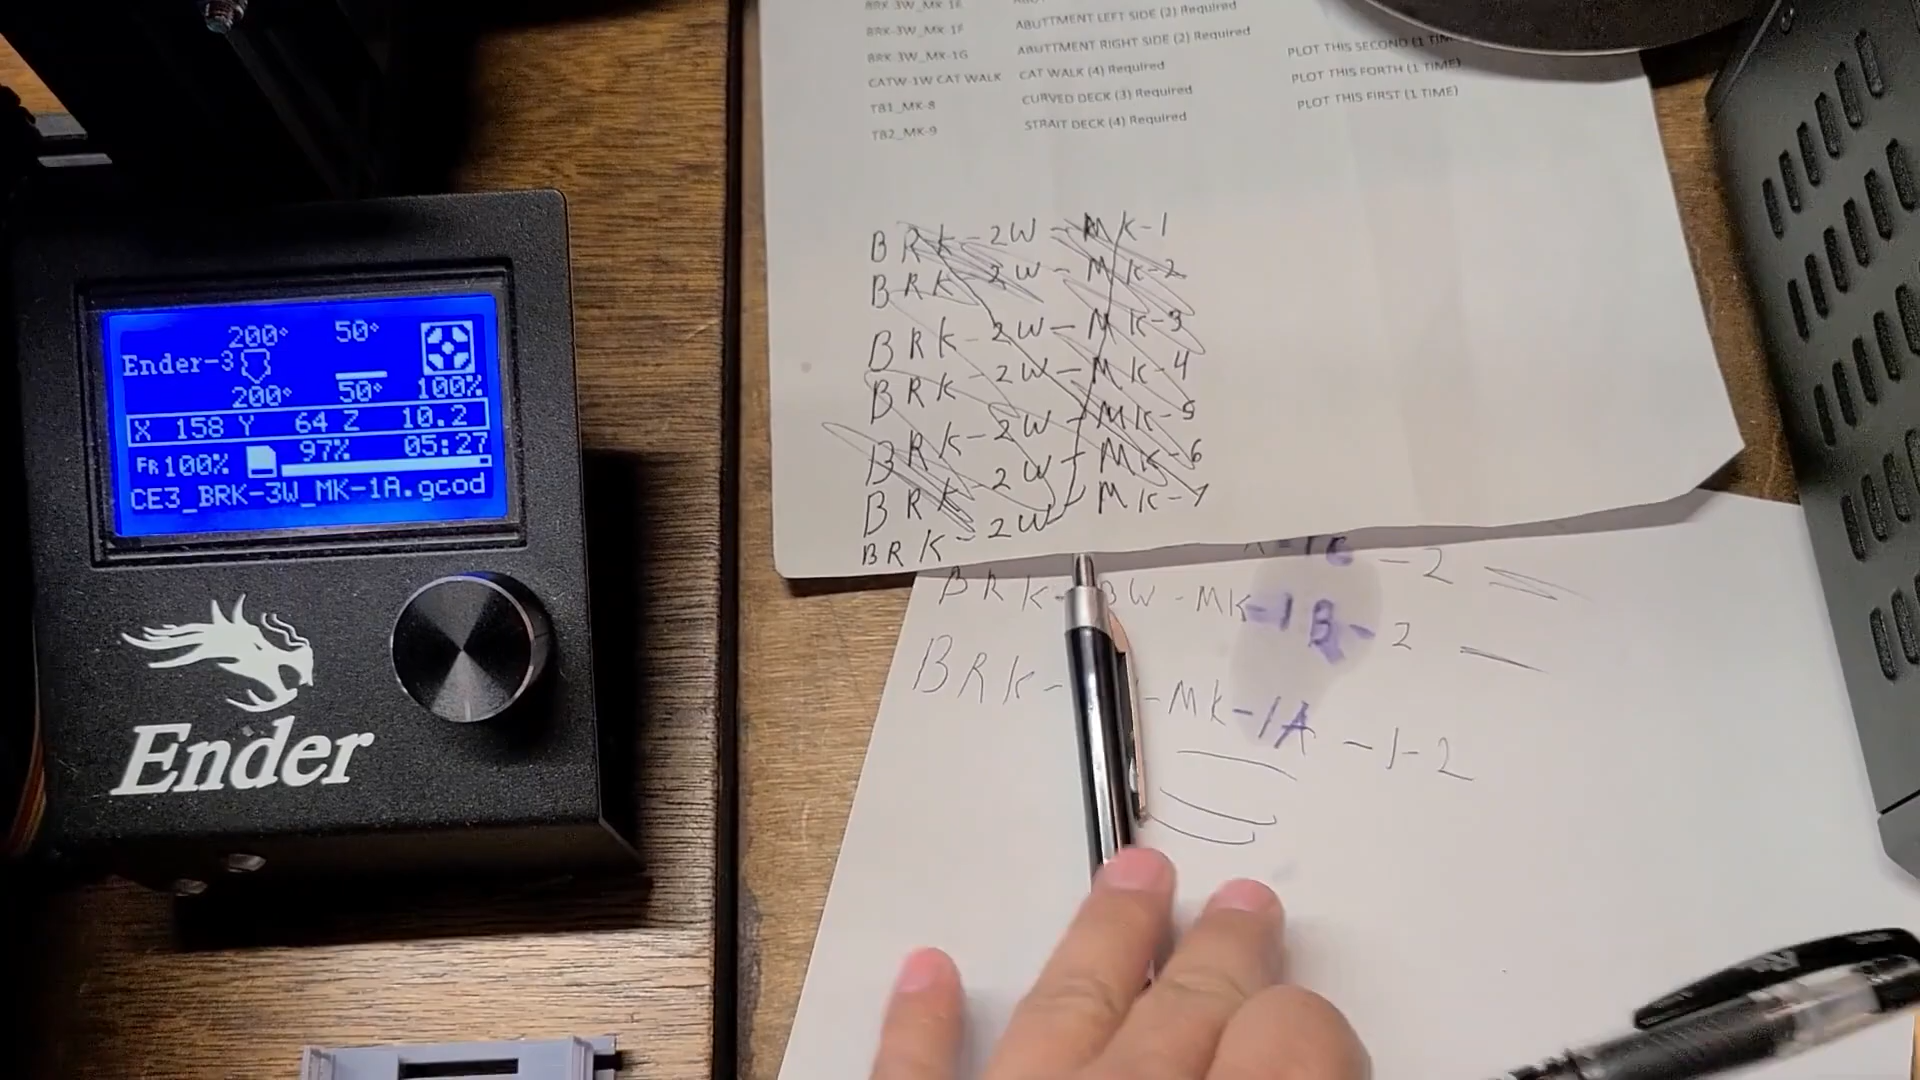 200° 50°
Ender-3
200° 50° 100%
X 158 Y 64 Z 10.2
FR100% 97% 05:27
CE3_BRK-3W_MK-1A.gcod
Ender
BRK-3W_MK-1E
BRK-3W_MK-1F ABUTTMENT LEFT SIDE (2) Required
BRK-3W_MK-1G ABUTTMENT RIGHT SIDE (2) Required PLOT THIS SECOND (1
CATW-1W CAT WALK CAT WALK (4) Required PLOT THIS FORTH (1 TIME)
TB1_MK-8 CURVED DECK (3) Required PLOT THIS FIRST (1 TIME)
TB2_MK-9 STRAIT DECK (4) Required
BRK-2W-MK-1
BRK-2W-MK-2
BRK-2W-MK-3
BRK-2W-MK-4
BRK-2W-MK-5
BRK-2W-MK-6
BRK-2W-MK-7
-2
BRK-3W-MK-1B-2
BRK- -MK-1A-1-2